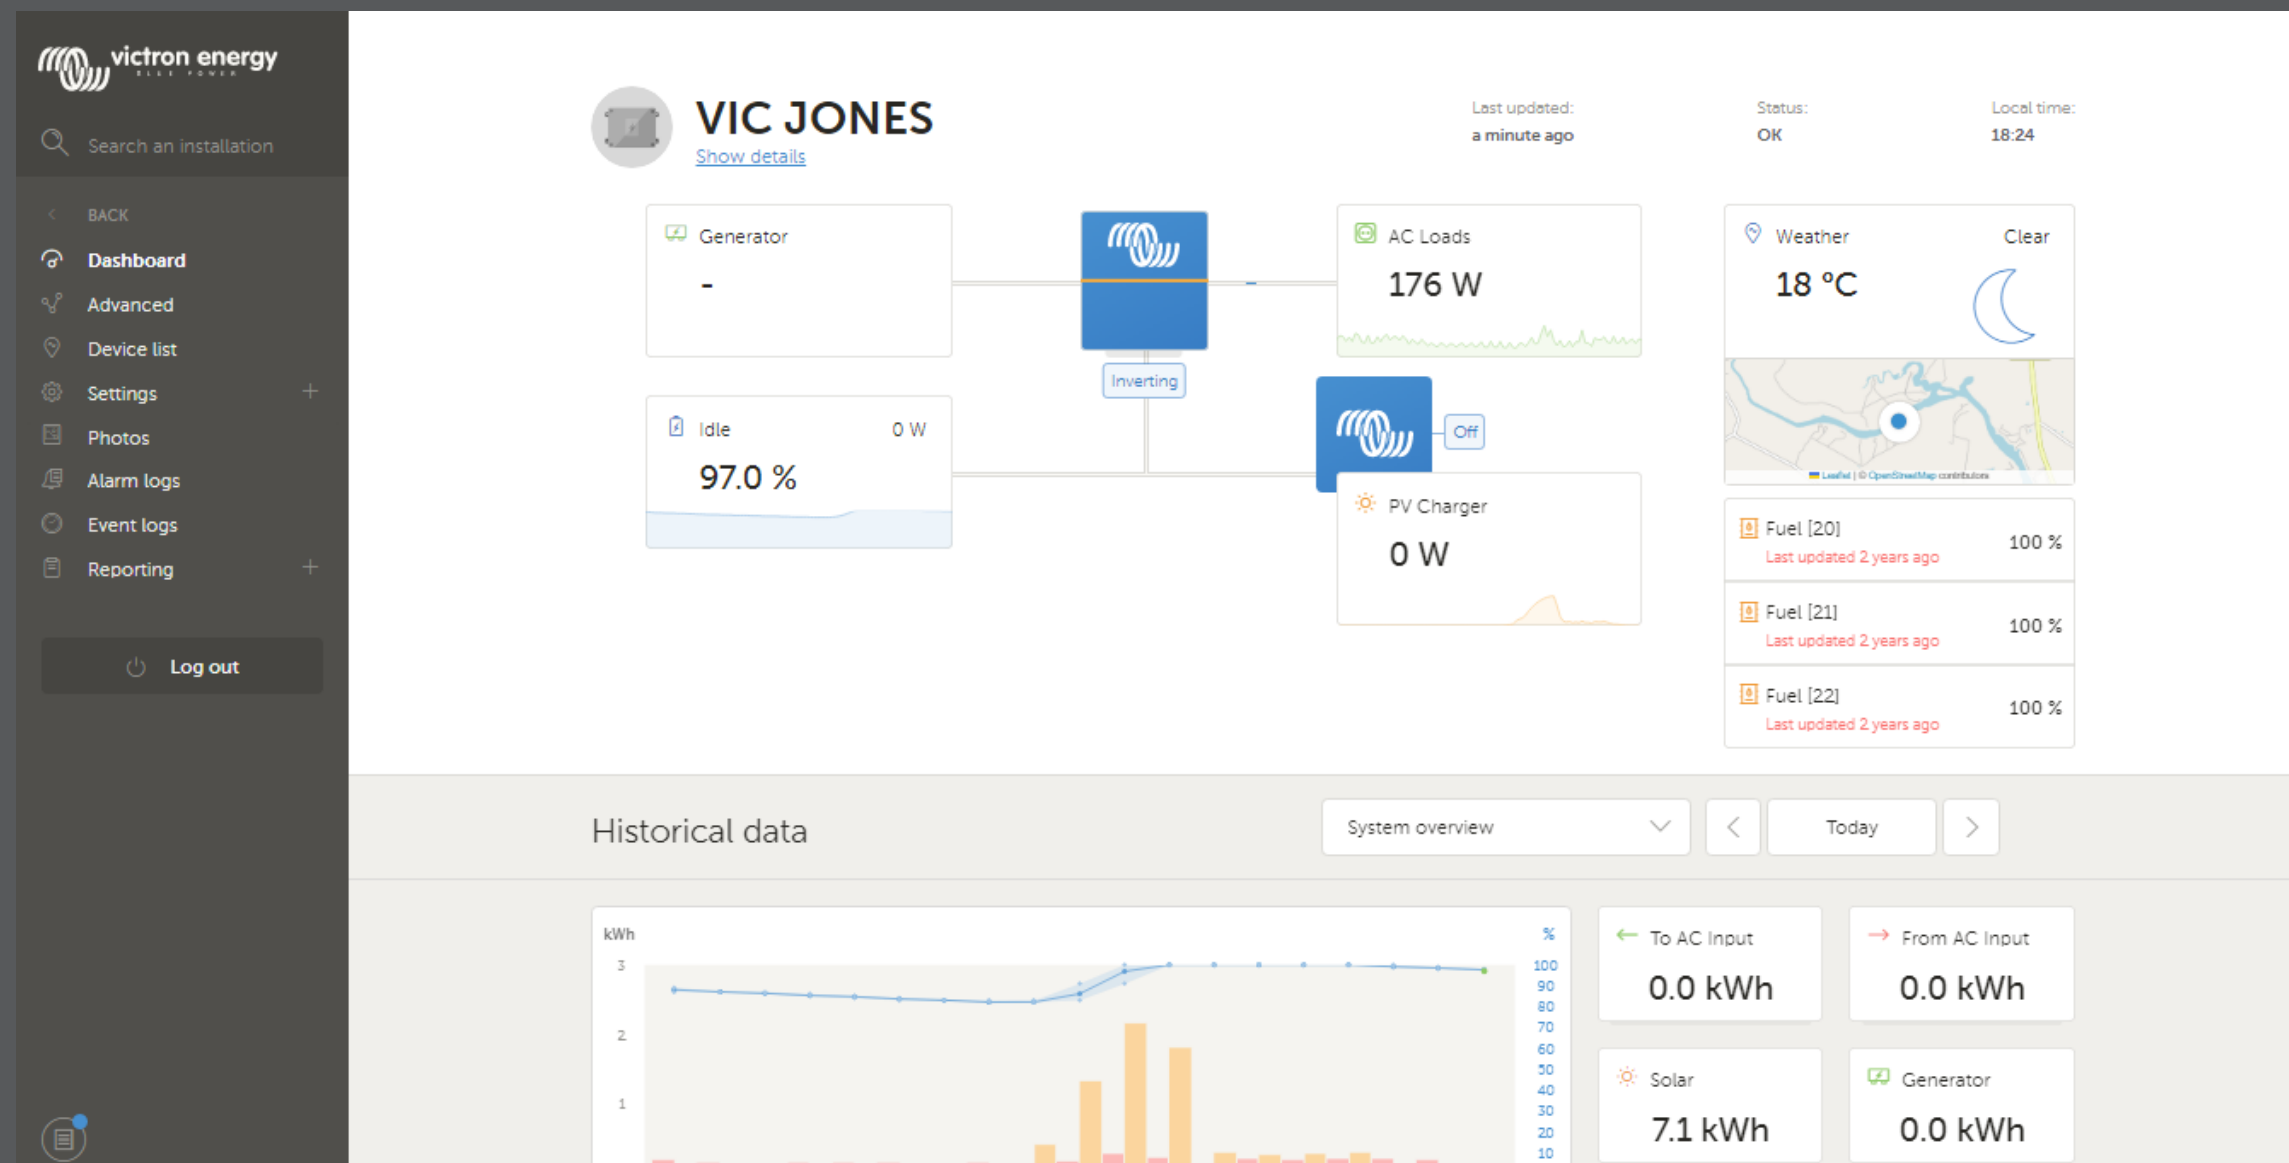 victron energy
BLUE POWER
Search an installation
BACK
Dashboard
Advanced
Device list
Settings
Photos
Alarm logs
Event logs
Reporting
Log out
VIC JONES
Show details
Last updated:
a minute ago
Status:
OK
Local time:
18:24
Generator
-
Inverting
AC Loads
176 W
Idle
0 W
97.0 %
Off
PV Charger
0 W
Weather
Clear
18 °C
Leaflet | © OpenStreetMap contributors
Fuel [20]
Last updated 2 years ago
100 %
Fuel [21]
Last updated 2 years ago
100 %
Fuel [22]
Last updated 2 years ago
100 %
Historical data
System overview
Today
kWh
3
2
1
%
100
90
80
70
60
50
40
30
20
10
To AC Input
0.0 kWh
From AC Input
0.0 kWh
Solar
7.1 kWh
Generator
0.0 kWh